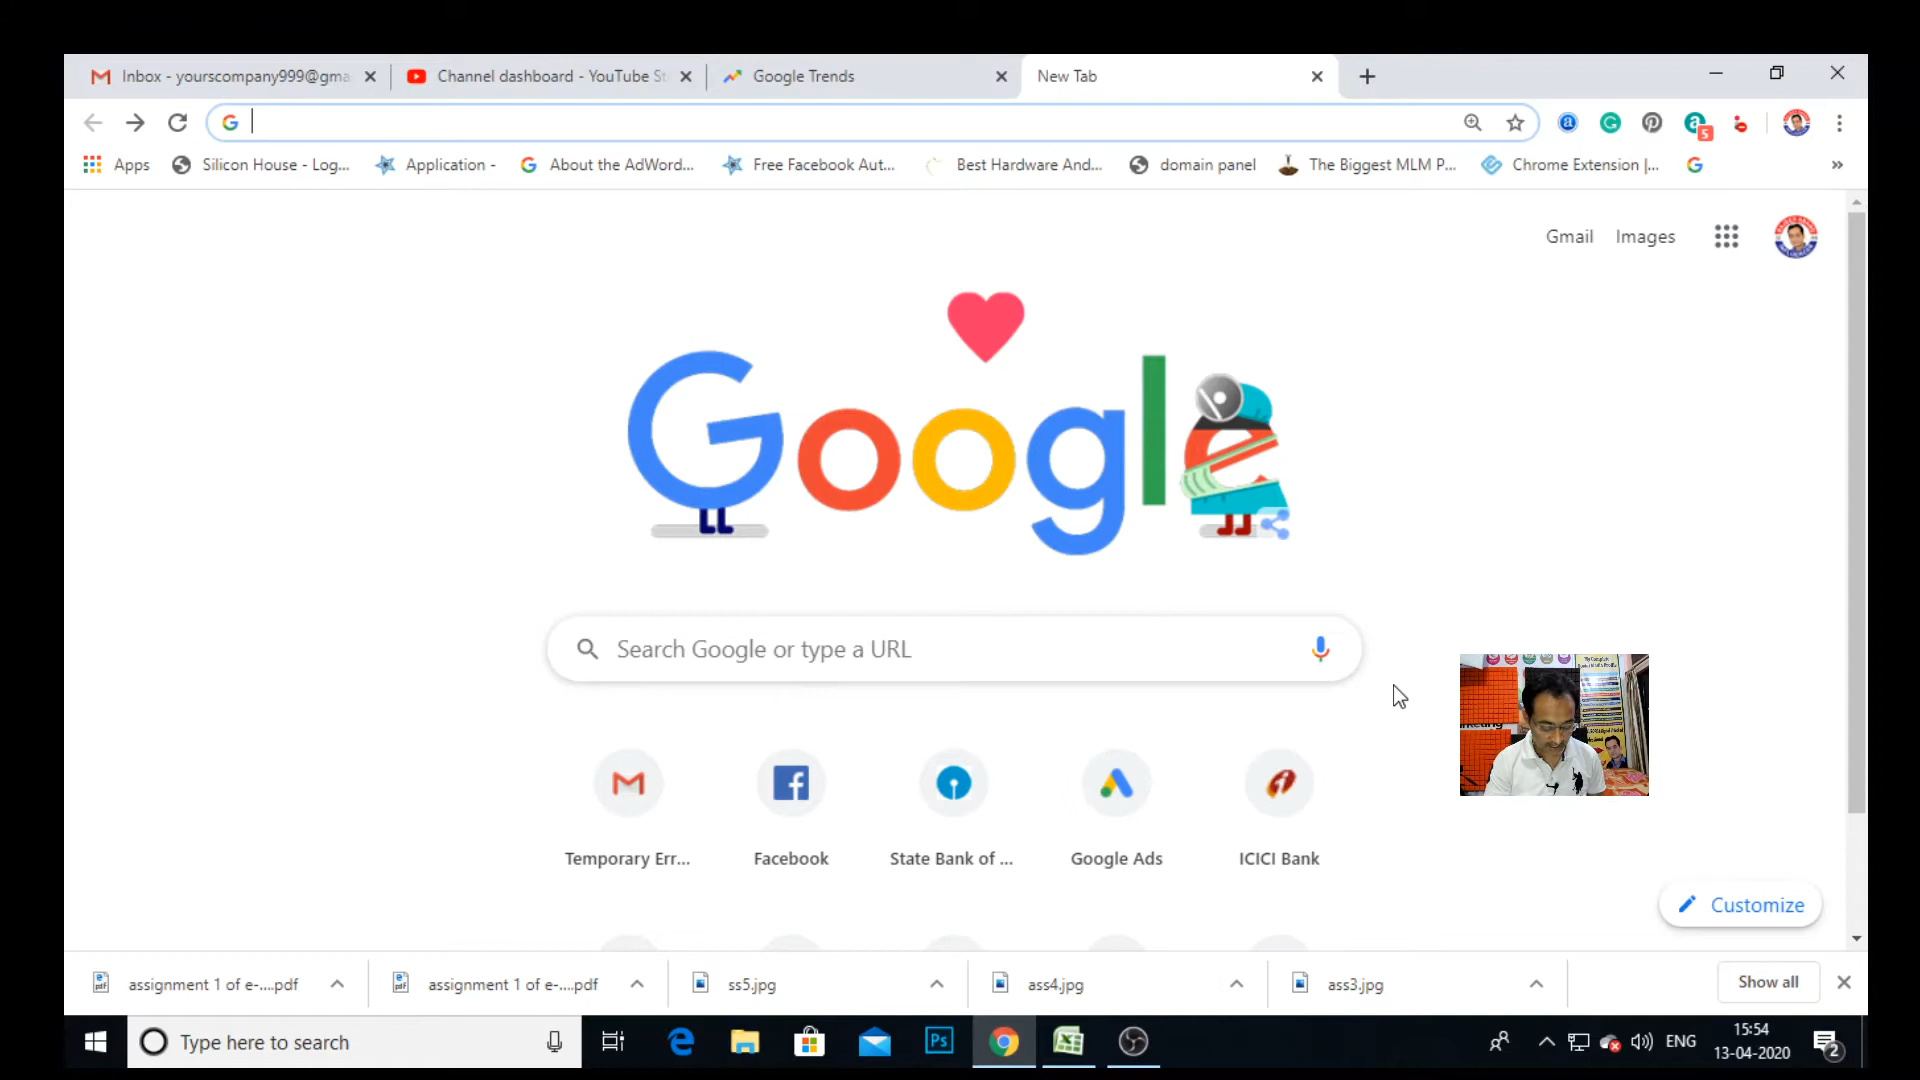 Inbox - yourscompany999@gma
Channel dashboard - YouTube St
Google Trends
New Tab
Apps
Silicon House - Log...
Application -
About the AdWord...
Free Facebook Aut...
Best Hardware And...
domain panel
The Biggest MLM P...
Chrome Extension |...
»
5
Gmail
Images
Google
Search Google or type a URL
Temporary Err...
Facebook
State Bank of ...
Google Ads
ICICI Bank
Customize
assignment 1 of e-....pdf
assignment 1 of e-....pdf
ss5.jpg
ass4.jpg
ass3.jpg
Show all
Type here to search
Ps
ENG
15:54
13-04-2020
2